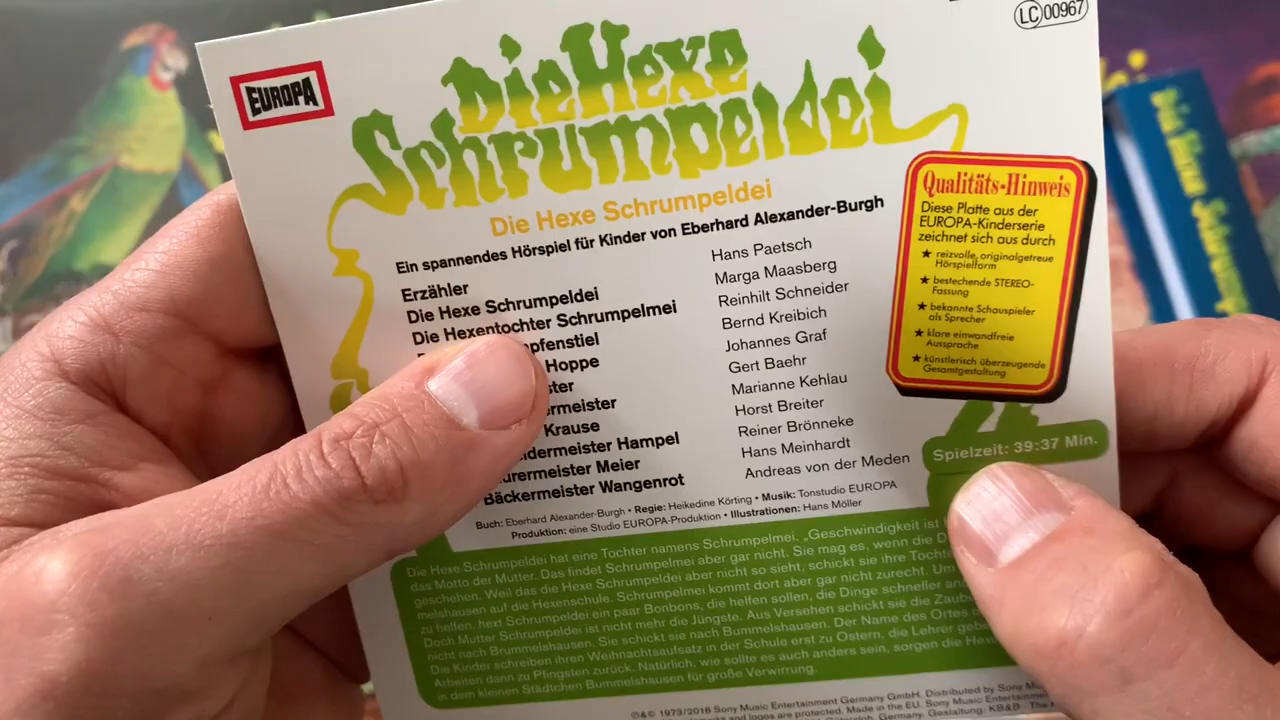 LC 00967
EUROPA
Die Hexe
Schrumpeldei
Die Hexe Schrumpeldei
Ein spannendes Hörspiel für Kinder von Eberhard Alexander-Burgh
Erzähler Hans Paetsch
Die Hexe Schrumpeldei Marga Maasberg
Die Hexentochter Schrumpelmei Reinhilt Schneider
pfenstiel Bernd Kreibich
Hoppe Johannes Graf
ster Gert Baehr
ermeister Marianne Kehlau
Krause Horst Breiter
idermeister Hampel Reiner Brönneke
urermeister Meier Hans Meinhardt
Bäckermeister Wangenrot Andreas von der Meden
Buch: Eberhard Alexander-Burgh • Regie: Heikedine Körting • Musik: Tonstudio EUROPA
Produktion: eine Studio EUROPA-Produktion • Illustrationen: Hans Möller
Qualitäts-Hinweis
Diese Platte aus der
EUROPA-Kinderserie
zeichnet sich aus durch
★ reizvolle, originalgetreue
Hörspielform
★ bestechende STEREO-
Fassung
★ bekannte Schauspieler
als Sprecher
★ klare einwandfreie
Aussprache
★ künstlerisch überzeugende
Gesamtgestaltung
Spielzeit: 39:37 Min.
Die Hexe Schrumpeldei hat eine Tochter namens Schrumpelmei. „Geschwindigkeit ist
das Motto der Mutter. Das findet Schrumpelmei aber gar nicht. Sie mag es, wenn die
geschehen. Weil das die Hexe Schrumpeldei aber nicht so sieht, schickt sie ihre Tochte
melshausen auf die Hexenschule. Schrumpelmei kommt dort aber gar nicht zurecht. Um
zu helfen, hext Schrumpeldei ein paar Bonbons, die helfen sollen, die Dinge schneller an
Doch Mutter Schrumpeldei ist nicht mehr die Jüngste. Aus Versehen schickt sie die Zaub
nicht nach Brummelshausen. Sie schickt sie nach Bummelshausen. Der Name des Ortes
Die Kinder schreiben ihren Weihnachtsaufsatz in der Schule erst zu Ostern, die Lehrer geb
Arbeiten dann zu Pfingsten zurück. Natürlich, wie sollte es auch anders sein, sorgen die Hex
in dem kleinen Städtchen Bummelshausen für große Verwirrung.
℗&© 1973/2016 Sony Music Entertainment Germany GmbH. Distributed by Sony Mu
and logos are protected. Made in the EU. Sony Music Entertainm
Germany. Gestaltung: KB&B - The